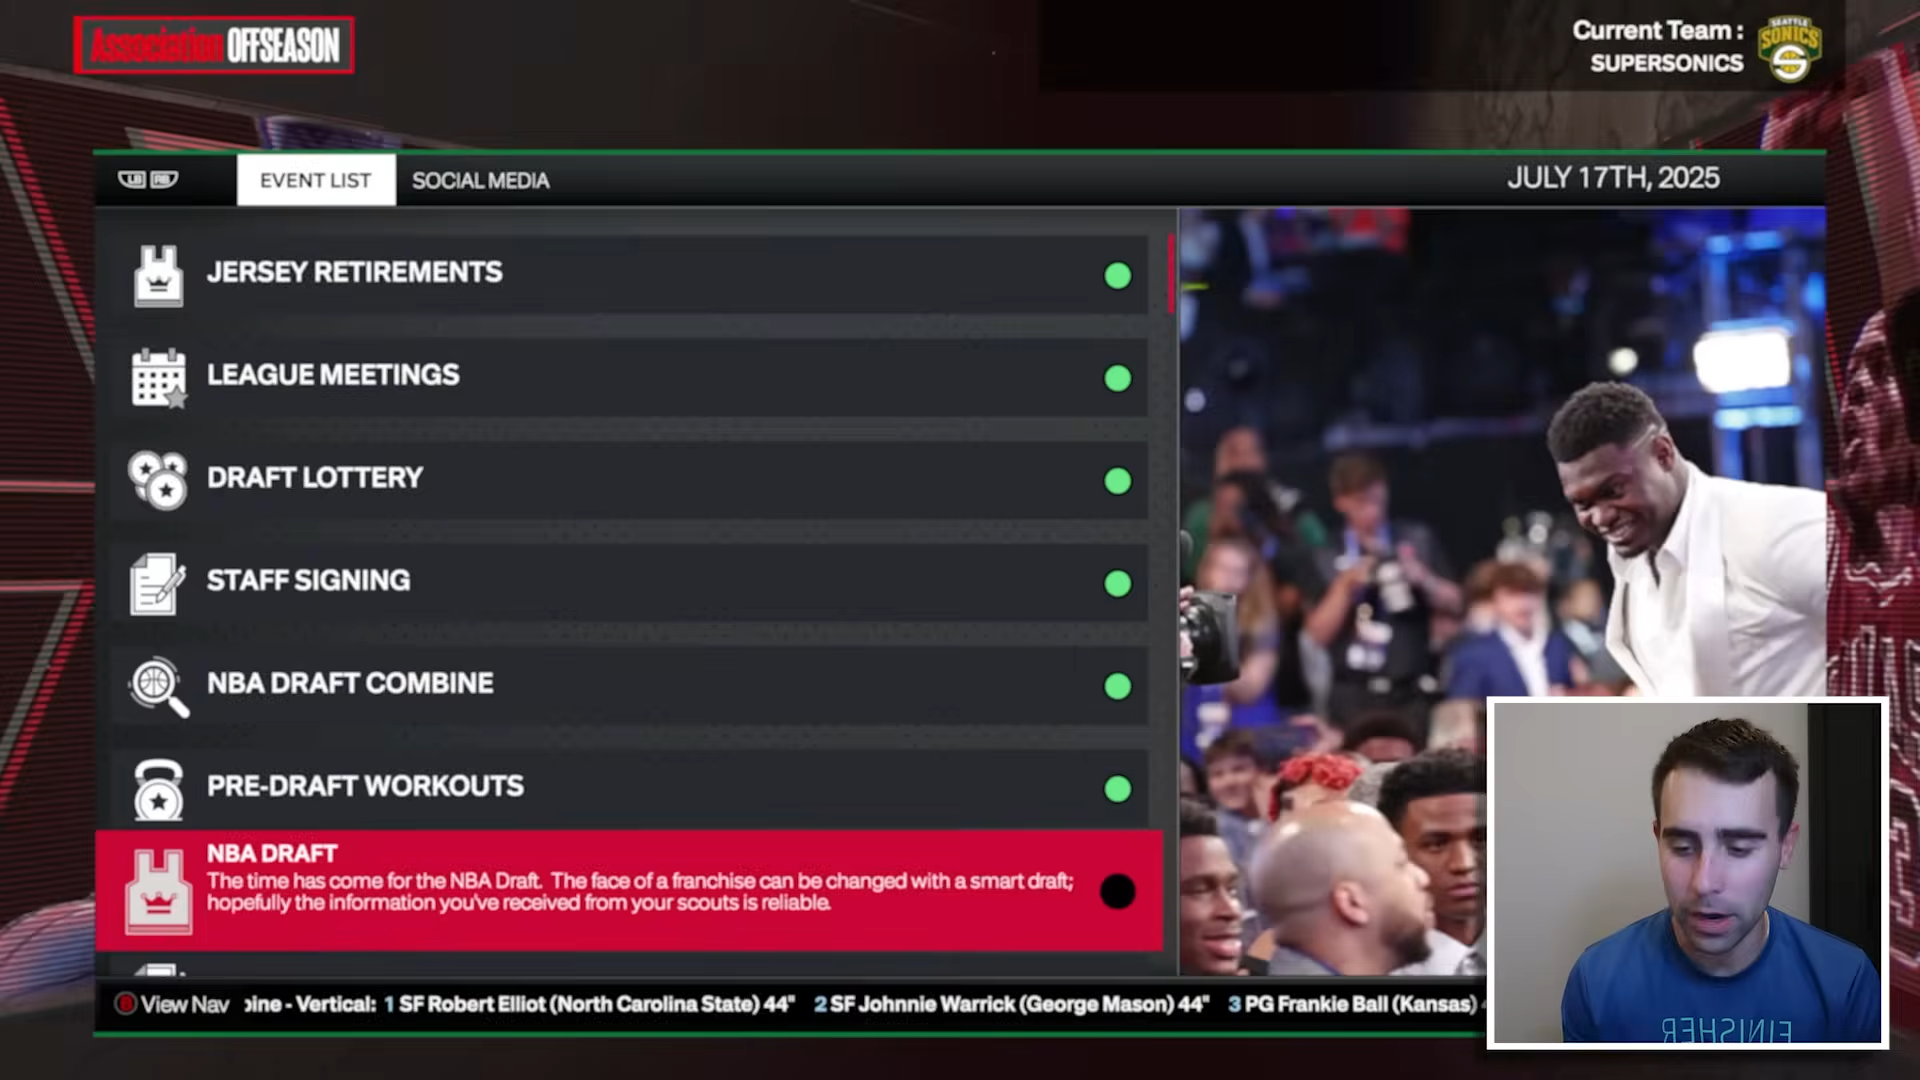 Association OFFSEASON
Current Team :
SUPERSONICS
SEATTLE
SONICS
LB RB
EVENT LIST
SOCIAL MEDIA
JULY 17TH, 2025
JERSEY RETIREMENTS
LEAGUE MEETINGS
DRAFT LOTTERY
STAFF SIGNING
NBA DRAFT COMBINE
PRE-DRAFT WORKOUTS
NBA DRAFT
The time has come for the NBA Draft. The face of a franchise can be changed with a smart draft;
hopefully the information you've received from your scouts is reliable.
B View Nav
bine - Vertical: 1 SF Robert Elliot (North Carolina State) 44" 2 SF Johnnie Warrick (George Mason) 44" 3 PG Frankie Ball (Kansas)
FINISHER